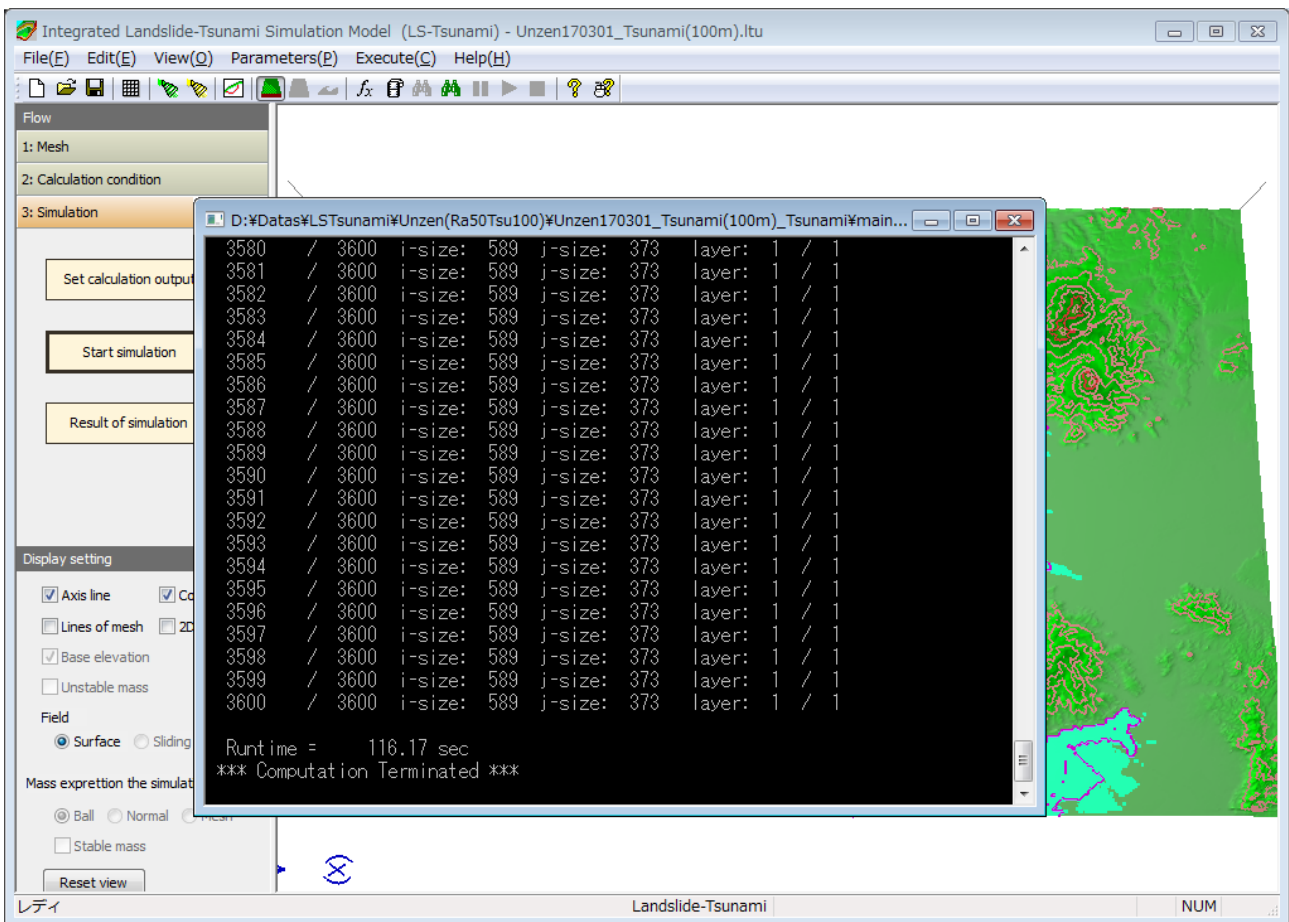 Integrated Landslide-Tsunami Simulation Model (LS-Tsunami) - Unzen170301_Tsunami(100m).ltu
File(F) Edit(E) View(O) Parameters(P) Execute(C) Help(H)
Flow
1: Mesh
2: Calculation condition
3: Simulation
Set calculation output
Start simulation
Result of simulation
D:¥Datas¥LSTsunami¥Unzen(Ra50Tsu100)¥Unzen170301_Tsunami(100m)_Tsunami¥main...
3580 / 3600 i-size: 589 j-size: 373 layer: 1 / 1
3581 / 3600 i-size: 589 j-size: 373 layer: 1 / 1
3582 / 3600 i-size: 589 j-size: 373 layer: 1 / 1
3583 / 3600 i-size: 589 j-size: 373 layer: 1 / 1
3584 / 3600 i-size: 589 j-size: 373 layer: 1 / 1
3585 / 3600 i-size: 589 j-size: 373 layer: 1 / 1
3586 / 3600 i-size: 589 j-size: 373 layer: 1 / 1
3587 / 3600 i-size: 589 j-size: 373 layer: 1 / 1
3588 / 3600 i-size: 589 j-size: 373 layer: 1 / 1
3589 / 3600 i-size: 589 j-size: 373 layer: 1 / 1
3590 / 3600 i-size: 589 j-size: 373 layer: 1 / 1
3591 / 3600 i-size: 589 j-size: 373 layer: 1 / 1
3592 / 3600 i-size: 589 j-size: 373 layer: 1 / 1
3593 / 3600 i-size: 589 j-size: 373 layer: 1 / 1
3594 / 3600 i-size: 589 j-size: 373 layer: 1 / 1
3595 / 3600 i-size: 589 j-size: 373 layer: 1 / 1
3596 / 3600 i-size: 589 j-size: 373 layer: 1 / 1
3597 / 3600 i-size: 589 j-size: 373 layer: 1 / 1
3598 / 3600 i-size: 589 j-size: 373 layer: 1 / 1
3599 / 3600 i-size: 589 j-size: 373 layer: 1 / 1
3600 / 3600 i-size: 589 j-size: 373 layer: 1 / 1
Runtime = 116.17 sec
*** Computation Terminated ***
Display setting
Axis line Co
Lines of mesh 2D
Base elevation
Unstable mass
Field
Surface Sliding
Mass exprettion the simulat
Ball Normal Mesh
Stable mass
Reset view
レディ Landslide-Tsunami NUM